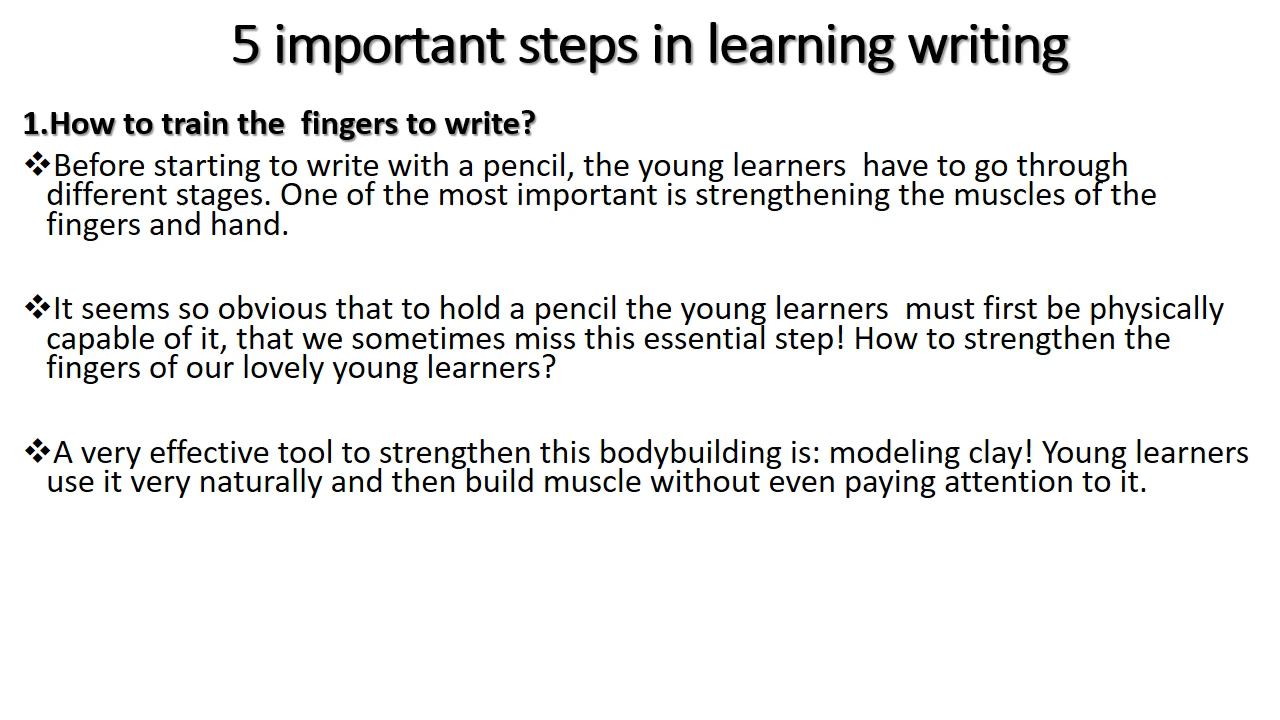 5 important steps in learning writing
1.How to train the  fingers to write?
❖Before starting to write with a pencil, the young learners  have to go through
different stages. One of the most important is strengthening the muscles of the
fingers and hand.
❖It seems so obvious that to hold a pencil the young learners  must first be physically
capable of it, that we sometimes miss this essential step! How to strengthen the
fingers of our lovely young learners?
❖A very effective tool to strengthen this bodybuilding is: modeling clay! Young learners
use it very naturally and then build muscle without even paying attention to it.